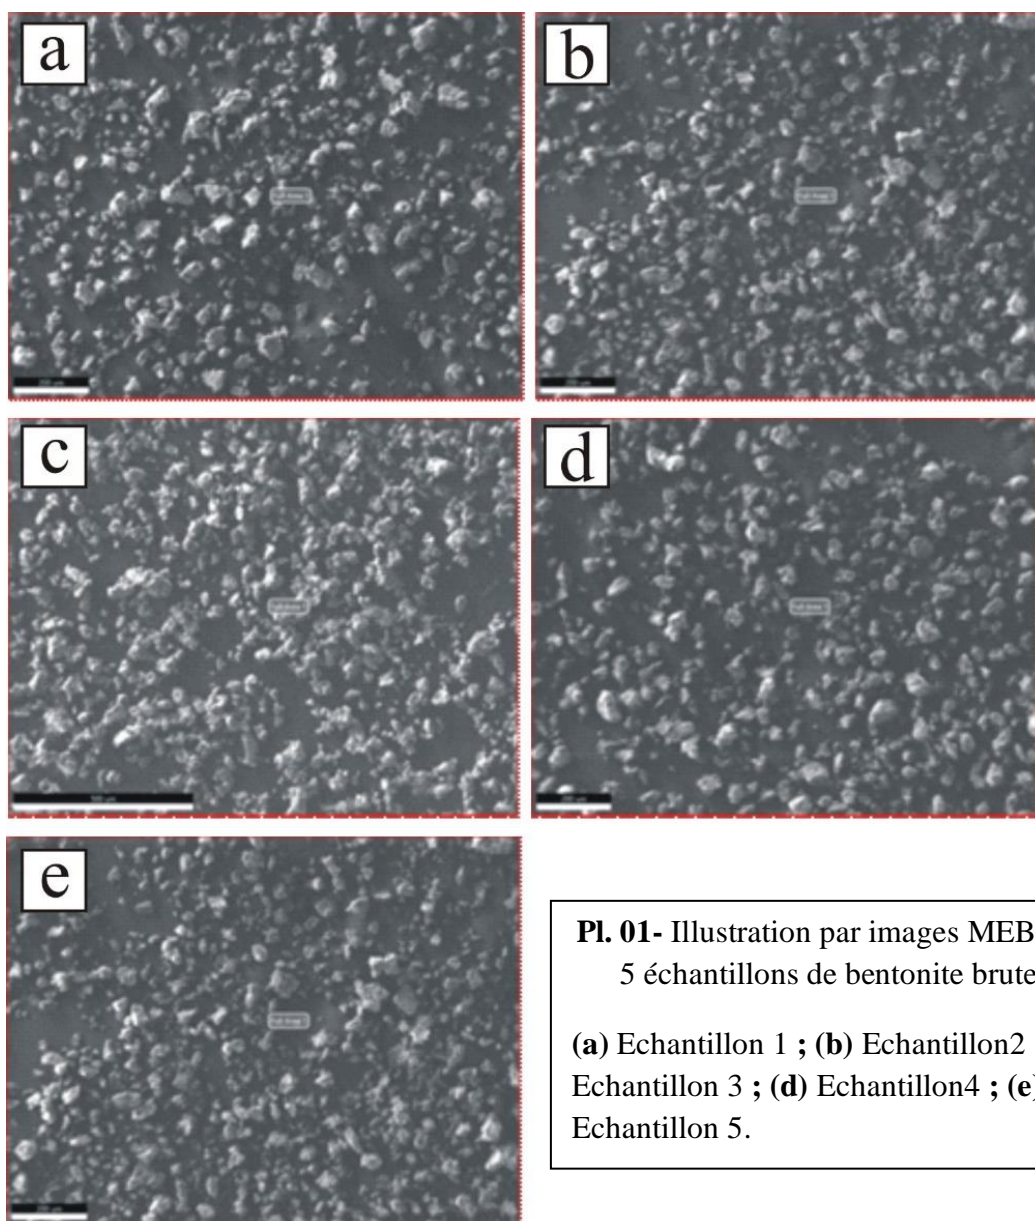 a
b
c
d
e
Pl. 01- Illustration par images MEB
5 échantillons de bentonite brute
(a) Echantillon 1 ; (b) Echantillon2
Echantillon 3 ; (d) Echantillon4 ; (e)
Echantillon 5.